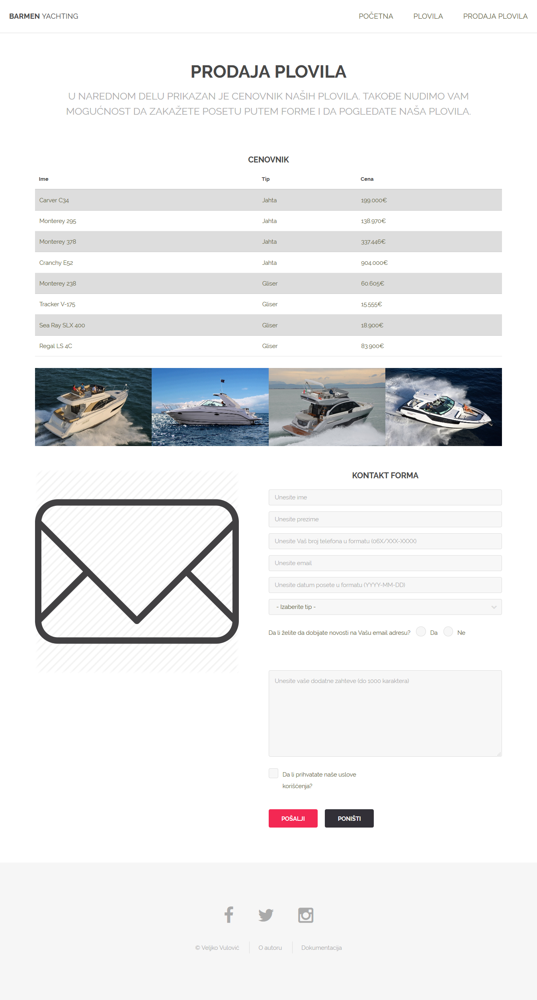 BARMEN YACHTING
POČETNA
PLOVILA
PRODAJA PLOVILA
PRODAJA PLOVILA
U NAREDNOM DELU PRIKAZAN JE CENOVNIK NAŠIH PLOVILA. TAKOĐE NUDIMO VAM
MOGUĆNOST DA ZAKAŽETE POSETU PUTEM FORME I DA POGLEDATE NAŠA PLOVILA.
CENOVNIK
Ime Tip Cena
Carver C34 Jahta 199.000€
Monterey 295 Jahta 138.970€
Monterey 378 Jahta 337.446€
Cranchy E52 Jahta 904.000€
Monterey 238 Gliser 60.605€
Tracker V-175 Gliser 15.555€
Sea Ray SLX 400 Gliser 18.900€
Regal LS 4C Gliser 83.900€
KONTAKT FORMA
Unesite ime
Unesite prezime
Unesite Vaš broj telefona u formatu (06X/XXX-XXXX)
Unesite email
Unesite datum posete u formatu (YYYY-MM-DD)
- Izaberite tip -
Da li želite da dobijate novosti na Vašu email adresu? Da Ne
Unesite vaše dodatne zahteve (do 1000 karaktera)
Da li prihvatate naše uslove
korišćenja?
POŠALJI
PONIŠTI
© Veljko Vulović
O autoru
Dokumentacija